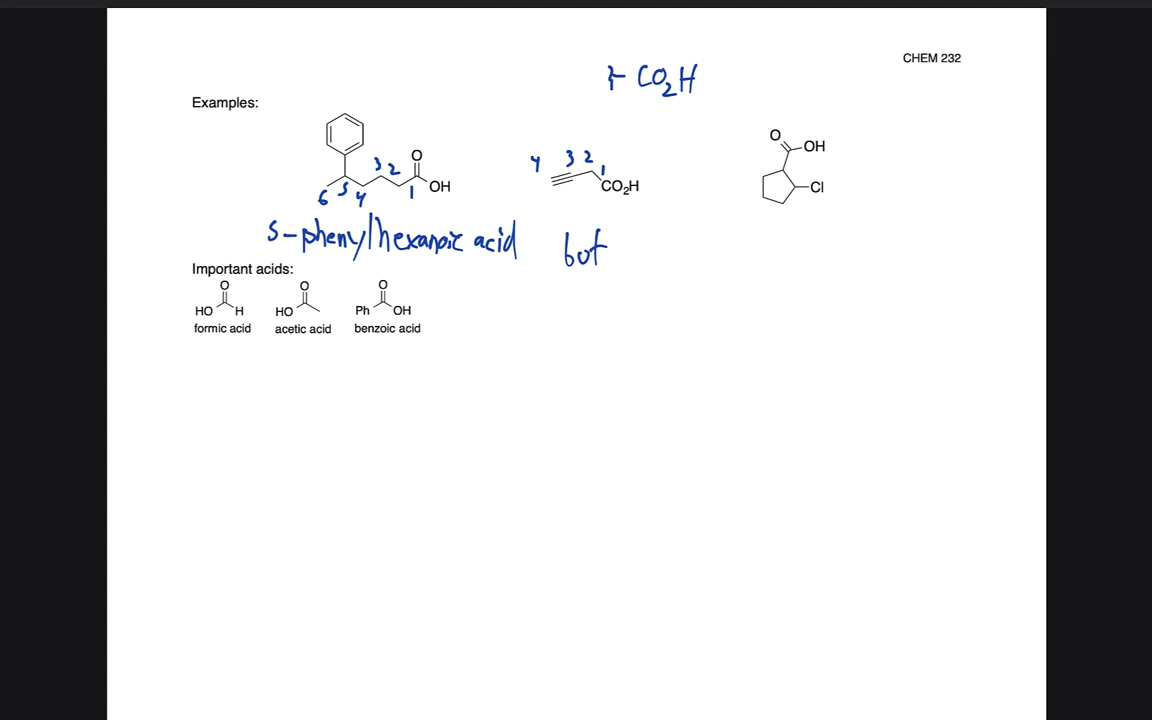 CHEM 232
⊱ CO₂H
Examples:
O
OH
3 2
1
6 5 4
4 3 2
1
CO₂H
O
OH
Cl
5-phenylhexanoic acid
but
Important acids:
O
HO H
formic acid
O
HO
acetic acid
O
Ph OH
benzoic acid